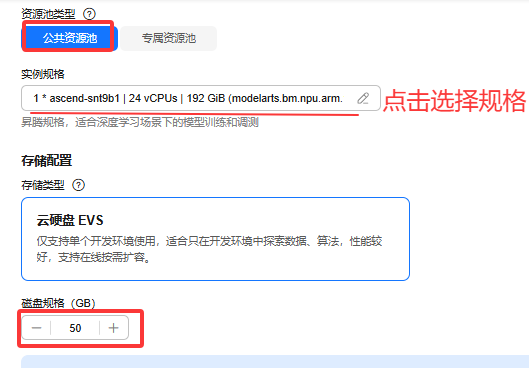 资源池类型 ?
公共资源池 专属资源池
实例规格
1 * ascend-snt9b1 | 24 vCPUs | 192 GiB (modelarts.bm.npu.arm.
点击选择规格
昇腾规格，适合深度学习场景下的模型训练和调测
存储配置
存储类型 ?
云硬盘 EVS
仅支持单个开发环境使用，适合只在开发环境中探索数据、算法，性能较
好，支持在线按需扩容。
磁盘规格（GB）
− 50 +